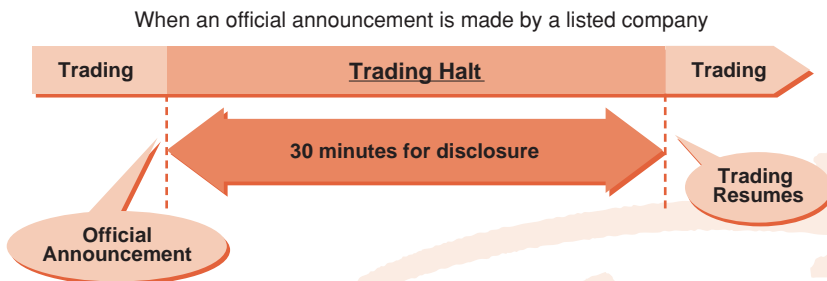 When an official announcement is made by a listed company
Trading
Trading Halt
Trading
30 minutes for disclosure
Official
Announcement
Trading
Resumes